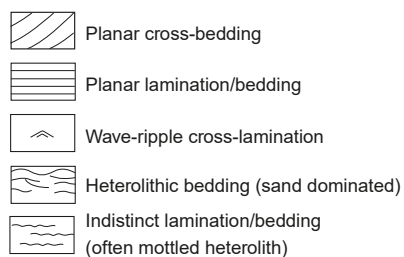 Planar cross-bedding
Planar lamination/bedding
Wave-ripple cross-lamination
Heterolithic bedding (sand dominated)
Indistinct lamination/bedding
(often mottled heterolith)